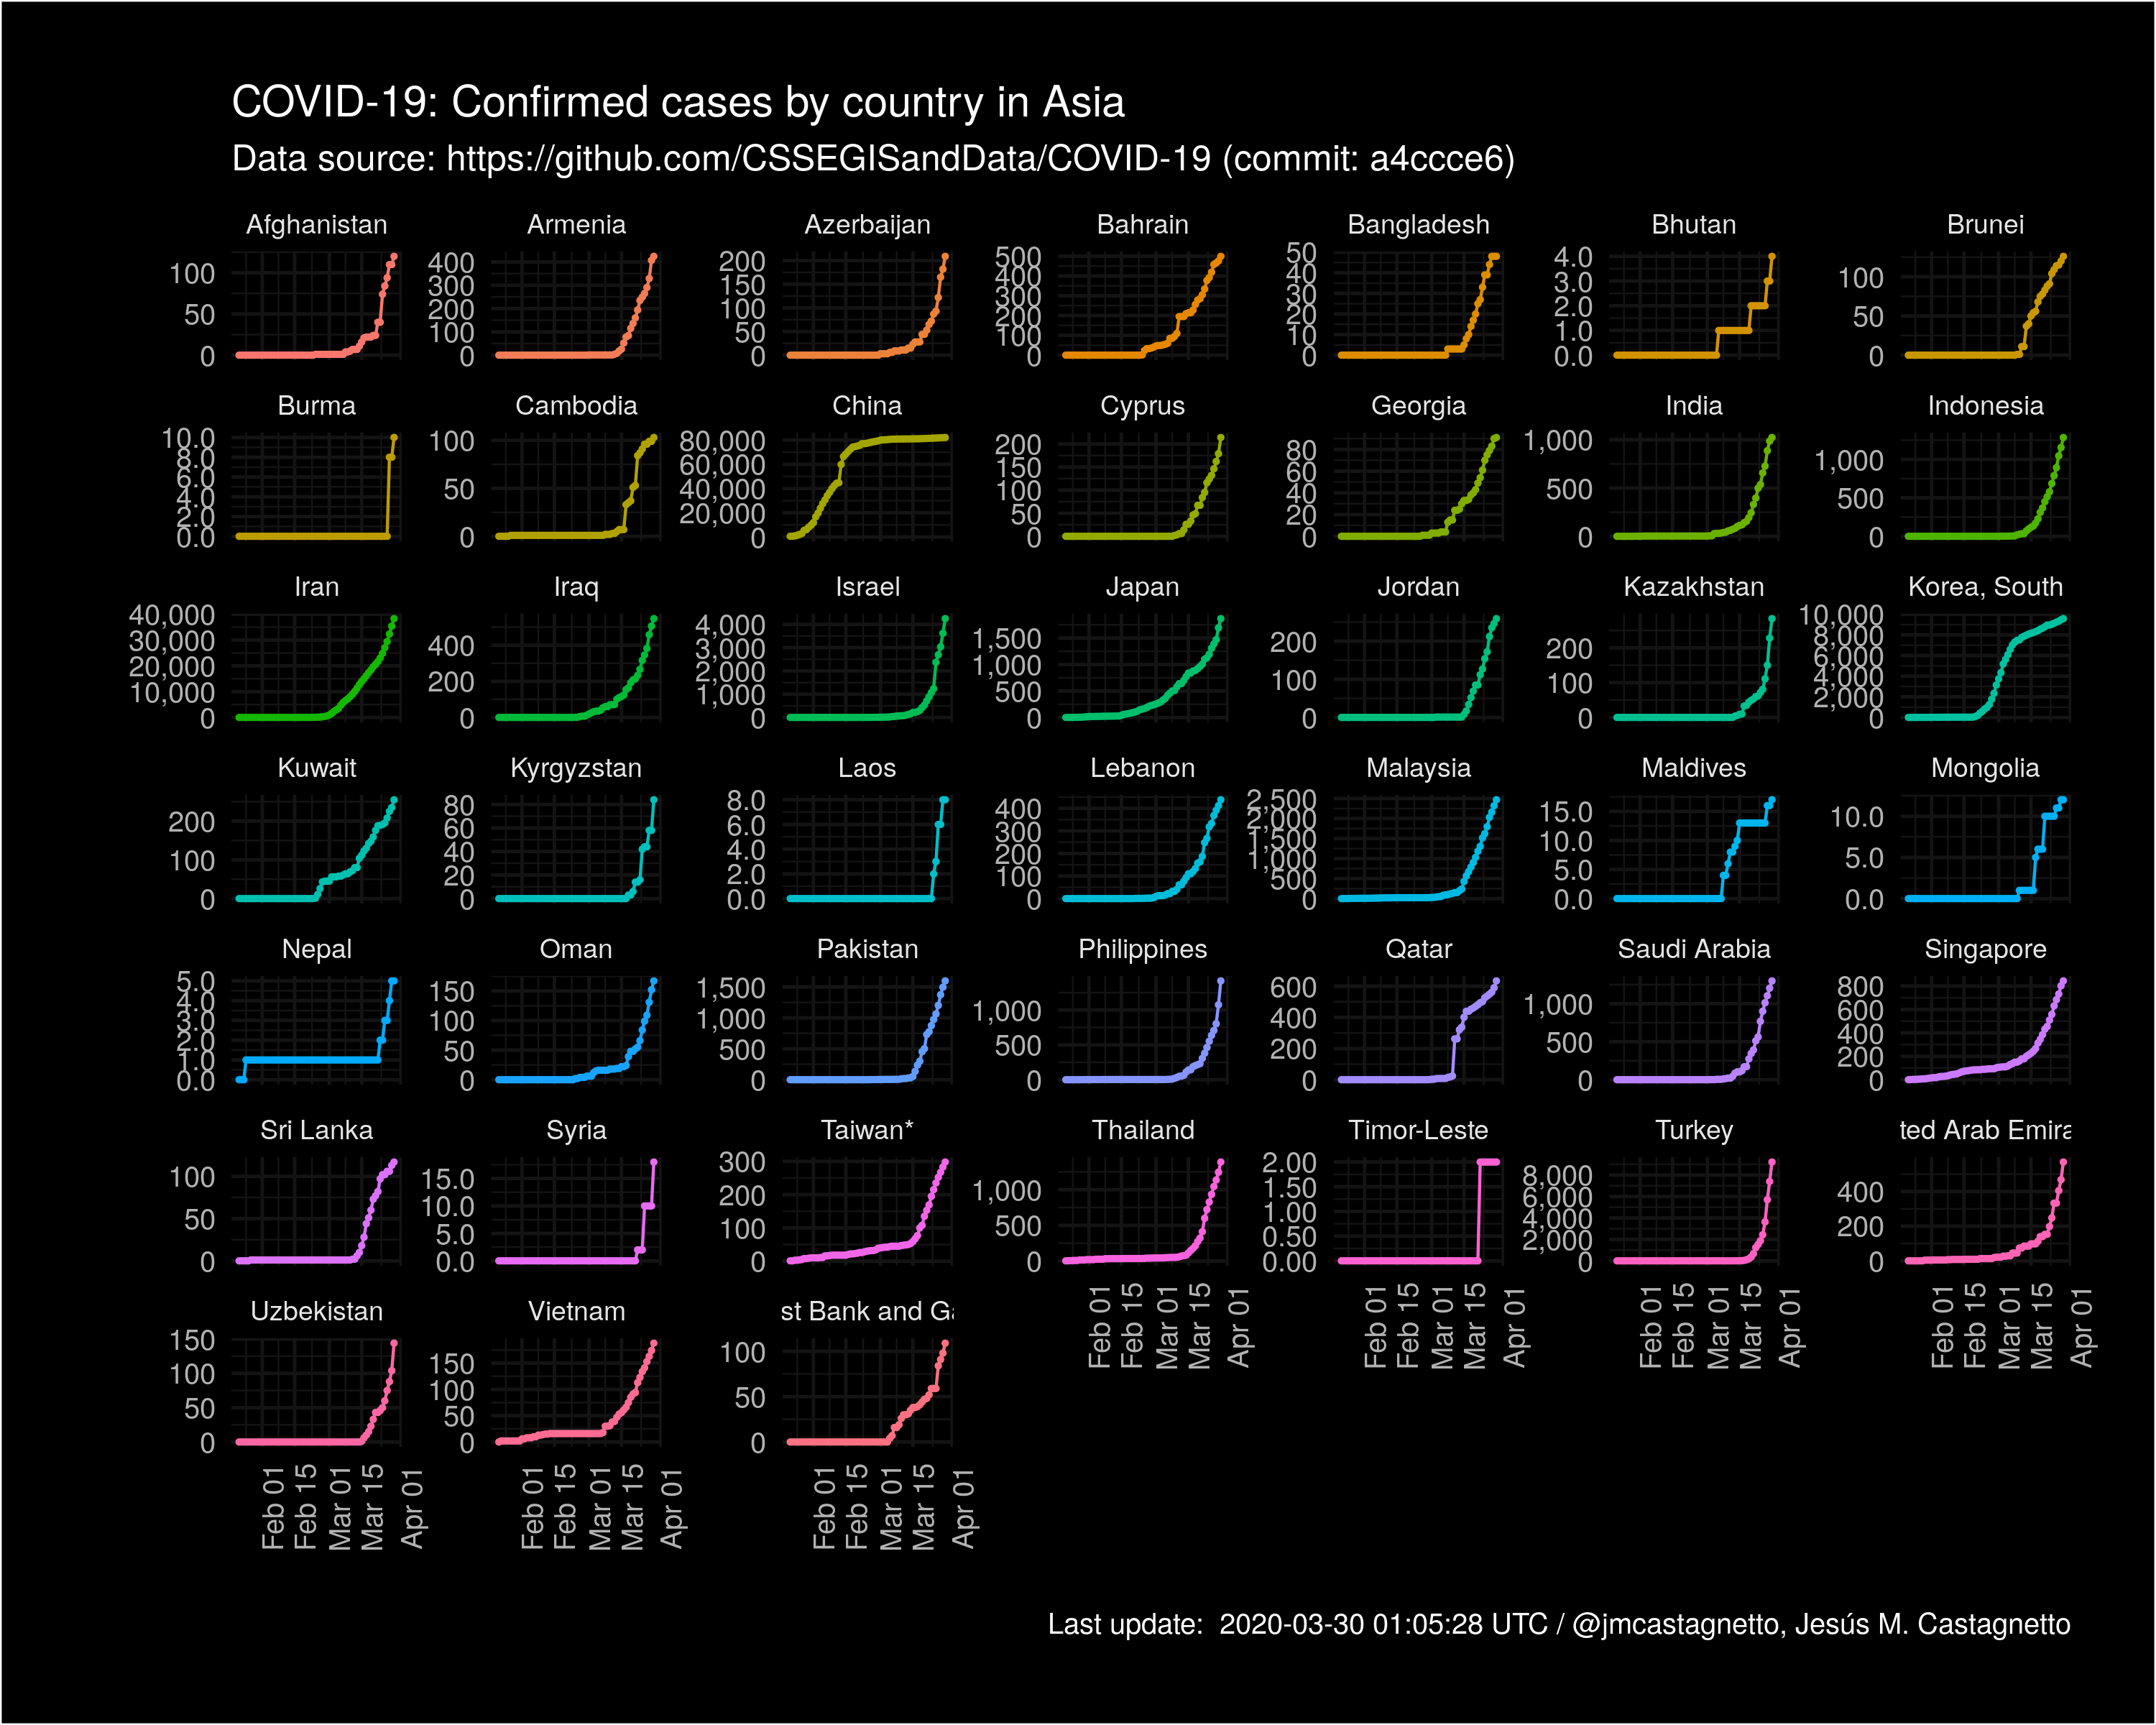 COVID-19: Confirmed cases by country in Asia
Data source: https://github.com/CSSEGISandData/COVID-19 (commit: a4ccce6)
Afghanistan Armenia Azerbaijan Bahrain Bangladesh Bhutan Brunei
100 50 0
400 300 200 100 0
200 150 100 50 0
500 400 300 200 100 0
50 40 30 20 10 0
4.0 3.0 2.0 1.0 0.0
100 50 0
Burma Cambodia China Cyprus Georgia India Indonesia
10.0 8.0 6.0 4.0 2.0 0.0
100 50 0
80,000 60,000 40,000 20,000 0
200 150 100 50 0
80 60 40 20 0
1,000 500 0
1,000 500 0
Iran Iraq Israel Japan Jordan Kazakhstan Korea, South
40,000 30,000 20,000 10,000 0
400 200 0
4,000 3,000 2,000 1,000 0
1,500 1,000 500 0
200 100 0
200 100 0
10,000 8,000 6,000 4,000 2,000 0
Kuwait Kyrgyzstan Laos Lebanon Malaysia Maldives Mongolia
200 100 0
80 60 40 20 0
8.0 6.0 4.0 2.0 0.0
400 300 200 100 0
2,500 2,000 1,500 1,000 500 0
15.0 10.0 5.0 0.0
10.0 5.0 0.0
Nepal Oman Pakistan Philippines Qatar Saudi Arabia Singapore
5.0 4.0 3.0 2.0 1.0 0.0
150 100 50 0
1,500 1,000 500 0
1,000 500 0
600 400 200 0
1,000 500 0
800 600 400 200 0
Sri Lanka Syria Taiwan* Thailand Timor-Leste Turkey ted Arab Emira
100 50 0
15.0 10.0 5.0 0.0
300 200 100 0
1,000 500 0
2.00 1.50 1.00 0.50 0.00
8,000 6,000 4,000 2,000 0
400 200 0
Feb 01 Feb 15 Mar 01 Mar 15 Apr 01
Feb 01 Feb 15 Mar 01 Mar 15 Apr 01
Feb 01 Feb 15 Mar 01 Mar 15 Apr 01
Feb 01 Feb 15 Mar 01 Mar 15 Apr 01
Uzbekistan Vietnam st Bank and Ga
150 100 50 0
150 100 50 0
100 50 0
Feb 01 Feb 15 Mar 01 Mar 15 Apr 01
Feb 01 Feb 15 Mar 01 Mar 15 Apr 01
Feb 01 Feb 15 Mar 01 Mar 15 Apr 01
Last update: 2020-03-30 01:05:28 UTC / @jmcastagnetto, Jesús M. Castagnetto